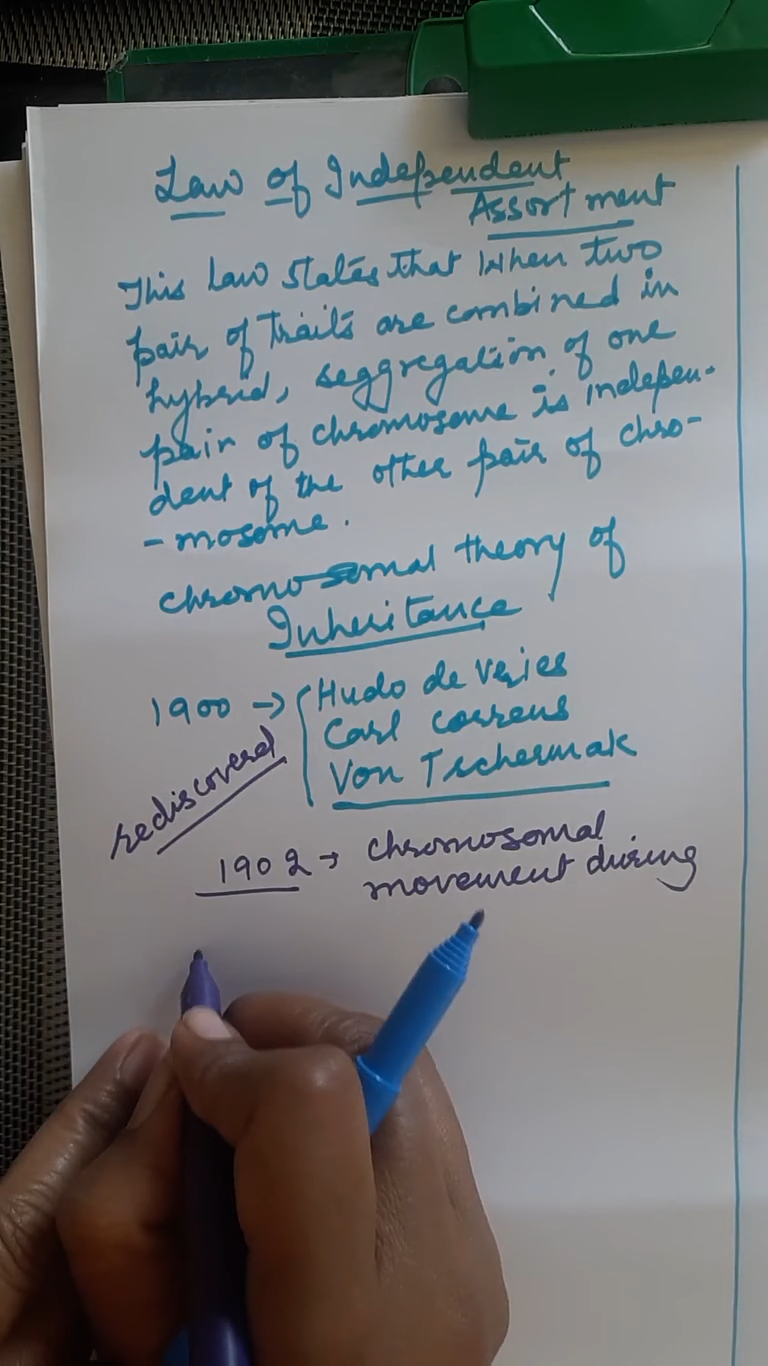 Law of Independent
Assortment
This Law states that When two
pair of Traits are combined in
hybrid, seggregation of one
pair of chromosome is indepen-
dent of the other pair of chro-
-mosome.
chromosomal theory of
Inheritance
1900 → Hudo de Veries
Carl Correns
Von Tschermak
rediscovered
1902 → chromosomal
movement during